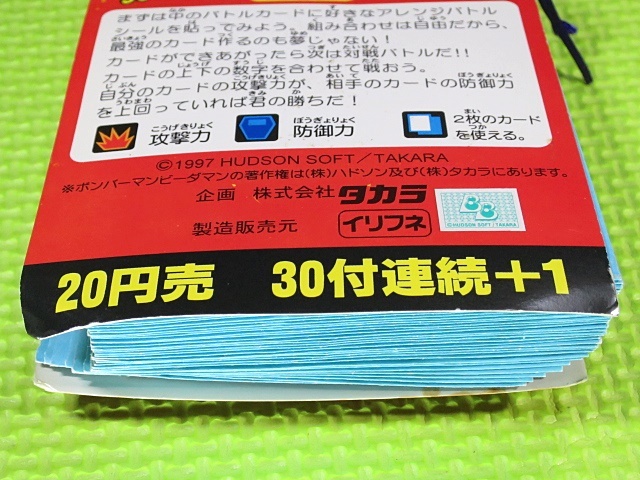 まずは中のバトルカードに好きなアレンジバトル
シールを貼ってみよう。組み合わせは自由だから、
最強のカード作るのも夢じゃない!
カードができあがったら次は対戦バトル!!
カードの上下の数字を合わせて戦おう。
自分のカードの攻撃力が、相手のカードの防御力
を上回っていれば君の勝ちだ!
攻撃力 防御力 2枚のカード
を使える。
©1997 HUDSON SOFT/TAKARA
※ボンバーマンビーダマンの著作権は(株)ハドソン及び(株)タカラにあります。
企画 株式会社 タカラ
製造販売元 イリフネ
BB
©HUDSON SOFT/TAKARA
20円売 30付連続+1